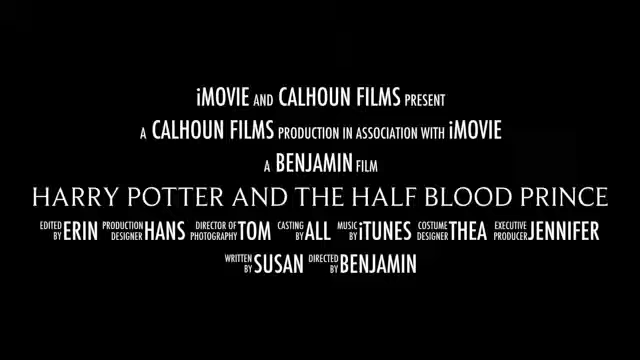 iMOVIE AND CALHOUN FILMS PRESENT
A CALHOUN FILMS PRODUCTION IN ASSOCIATION WITH iMOVIE
A BENJAMIN FILM
HARRY POTTER AND THE HALF BLOOD PRINCE
EDITED BY ERIN PRODUCTION DESIGNER HANS DIRECTOR OF PHOTOGRAPHY TOM CASTING BY ALL MUSIC BY iTUNES COSTUME DESIGNER THEA EXECUTIVE PRODUCER JENNIFER
WRITTEN BY SUSAN DIRECTED BY BENJAMIN